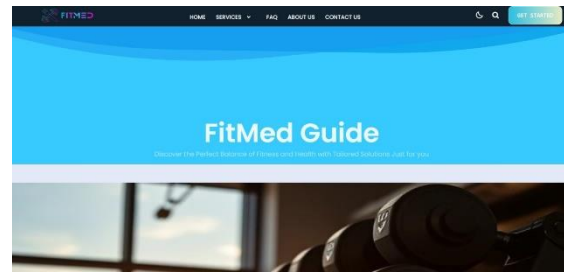 FITMED
HOME SERVICES FAQ ABOUT US CONTACT US
GET STARTED
FitMed Guide
Discover the Perfect Balance of Fitness and Health with Tailored Solutions Just for you